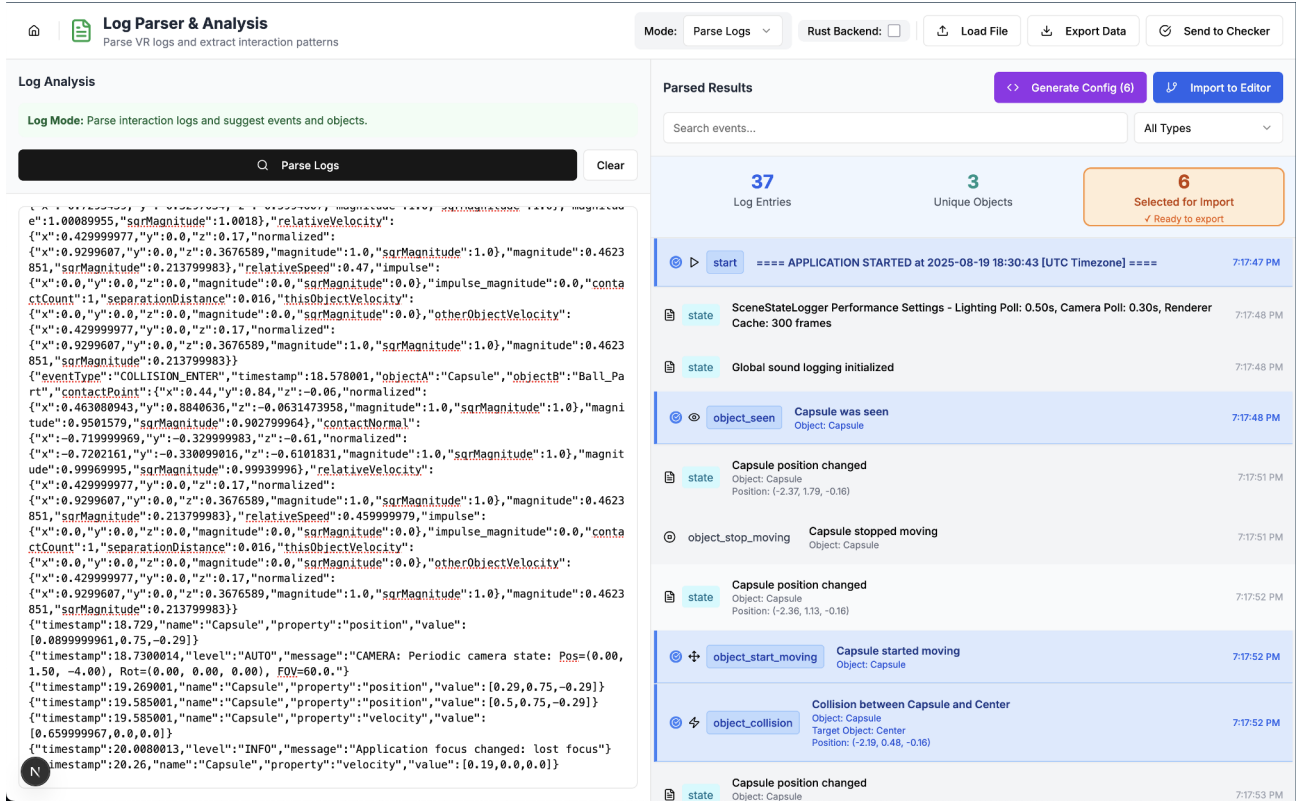 Log Parser & Analysis
Parse VR logs and extract interaction patterns
Mode: Parse Logs
Rust Backend:
Load File
Export Data
Send to Checker
Log Analysis
Log Mode: Parse interaction logs and suggest events and objects.
Parse Logs
Clear
e":1.00089955,"sqrMagnitude":1.0018},"relativeVelocity":
{"x":0.429999977,"y":0.0,"z":0.17,"normalized":
{"x":0.9299607,"y":0.0,"z":0.3676589,"magnitude":1.0,"sqrMagnitude":1.0},"magnitude":0.4623
851,"sqrMagnitude":0.213799983},"relativeSpeed":0.47,"impulse":
{"x":0.0,"y":0.0,"z":0.0,"magnitude":0.0,"sqrMagnitude":0.0},"impulse_magnitude":0.0,"conta
ctCount":1,"separationDistance":0.016,"thisObjectVelocity":
{"x":0.0,"y":0.0,"z":0.0,"magnitude":0.0,"sqrMagnitude":0.0},"otherObjectVelocity":
{"x":0.429999977,"y":0.0,"z":0.17,"normalized":
{"x":0.9299607,"y":0.0,"z":0.3676589,"magnitude":1.0,"sqrMagnitude":1.0},"magnitude":0.4623
851,"sqrMagnitude":0.213799983}}
{"eventType":"COLLISION_ENTER","timestamp":18.578001,"objectA":"Capsule","objectB":"Ball_Pa
rt","contactPoint":{"x":0.44,"y":0.84,"z":−0.06,"normalized":
{"x":0.463080943,"y":0.8840636,"z":−0.0631473958,"magnitude":1.0,"sqrMagnitude":1.0},"magni
tude":0.9501579,"sqrMagnitude":0.902799964},"contactNormal":
{"x":−0.719999969,"y":−0.329999983,"z":−0.61,"normalized":
{"x":−0.7202161,"y":−0.330099016,"z":−0.6101831,"magnitude":1.0,"sqrMagnitude":1.0},"magnit
ude":0.99969995,"sqrMagnitude":0.99939996},"relativeVelocity":
{"x":0.429999977,"y":0.0,"z":0.17,"normalized":
{"x":0.9299607,"y":0.0,"z":0.3676589,"magnitude":1.0,"sqrMagnitude":1.0},"magnitude":0.4623
851,"sqrMagnitude":0.213799983},"relativeSpeed":0.459999979,"impulse":
{"x":0.0,"y":0.0,"z":0.0,"magnitude":0.0,"sqrMagnitude":0.0},"impulse_magnitude":0.0,"conta
ctCount":1,"separationDistance":0.016,"thisObjectVelocity":
{"x":0.0,"y":0.0,"z":0.0,"magnitude":0.0,"sqrMagnitude":0.0},"otherObjectVelocity":
{"x":0.429999977,"y":0.0,"z":0.17,"normalized":
{"x":0.9299607,"y":0.0,"z":0.3676589,"magnitude":1.0,"sqrMagnitude":1.0},"magnitude":0.4623
851,"sqrMagnitude":0.213799983}}
{"timestamp":18.729,"name":"Capsule","property":"position","value":
[0.0899999961,0.75,−0.29]}
{"timestamp":18.7300014,"level":"AUTO","message":"CAMERA: Periodic camera state: Pos=(0.00,
1.50, −4.00), Rot=(0.00, 0.00, 0.00), FOV=60.0."}
{"timestamp":19.269001,"name":"Capsule","property":"position","value":[0.29,0.75,−0.29]}
{"timestamp":19.585001,"name":"Capsule","property":"position","value":[0.5,0.75,−0.29]}
{"timestamp":19.585001,"name":"Capsule","property":"velocity","value":
[0.659999967,0.0,0.0]}
{"timestamp":20.0080013,"level":"INFO","message":"Application focus changed: lost focus"}
imestamp":20.26,"name":"Capsule","property":"velocity","value":[0.19,0.0,0.0]}
N
Parsed Results
Generate Config (6)
Import to Editor
Search events...
All Types
37
Log Entries
3
Unique Objects
6
Selected for Import
✓ Ready to export
start ==== APPLICATION STARTED at 2025-08-19 18:30:43 [UTC Timezone] ==== 7:17:47 PM
state SceneStateLogger Performance Settings - Lighting Poll: 0.50s, Camera Poll: 0.30s, Renderer
Cache: 300 frames
7:17:48 PM
state Global sound logging initialized 7:17:48 PM
object_seen Capsule was seen 7:17:48 PM
Object: Capsule
state Capsule position changed 7:17:51 PM
Object: Capsule
Position: (-2.37, 1.79, -0.16)
object_stop_moving Capsule stopped moving 7:17:51 PM
Object: Capsule
state Capsule position changed 7:17:52 PM
Object: Capsule
Position: (-2.36, 1.13, -0.16)
object_start_moving Capsule started moving 7:17:52 PM
Object: Capsule
object_collision Collision between Capsule and Center 7:17:52 PM
Object: Capsule
Target Object: Center
Position: (-2.19, 0.48, -0.16)
state Capsule position changed 7:17:53 PM
Object: Capsule